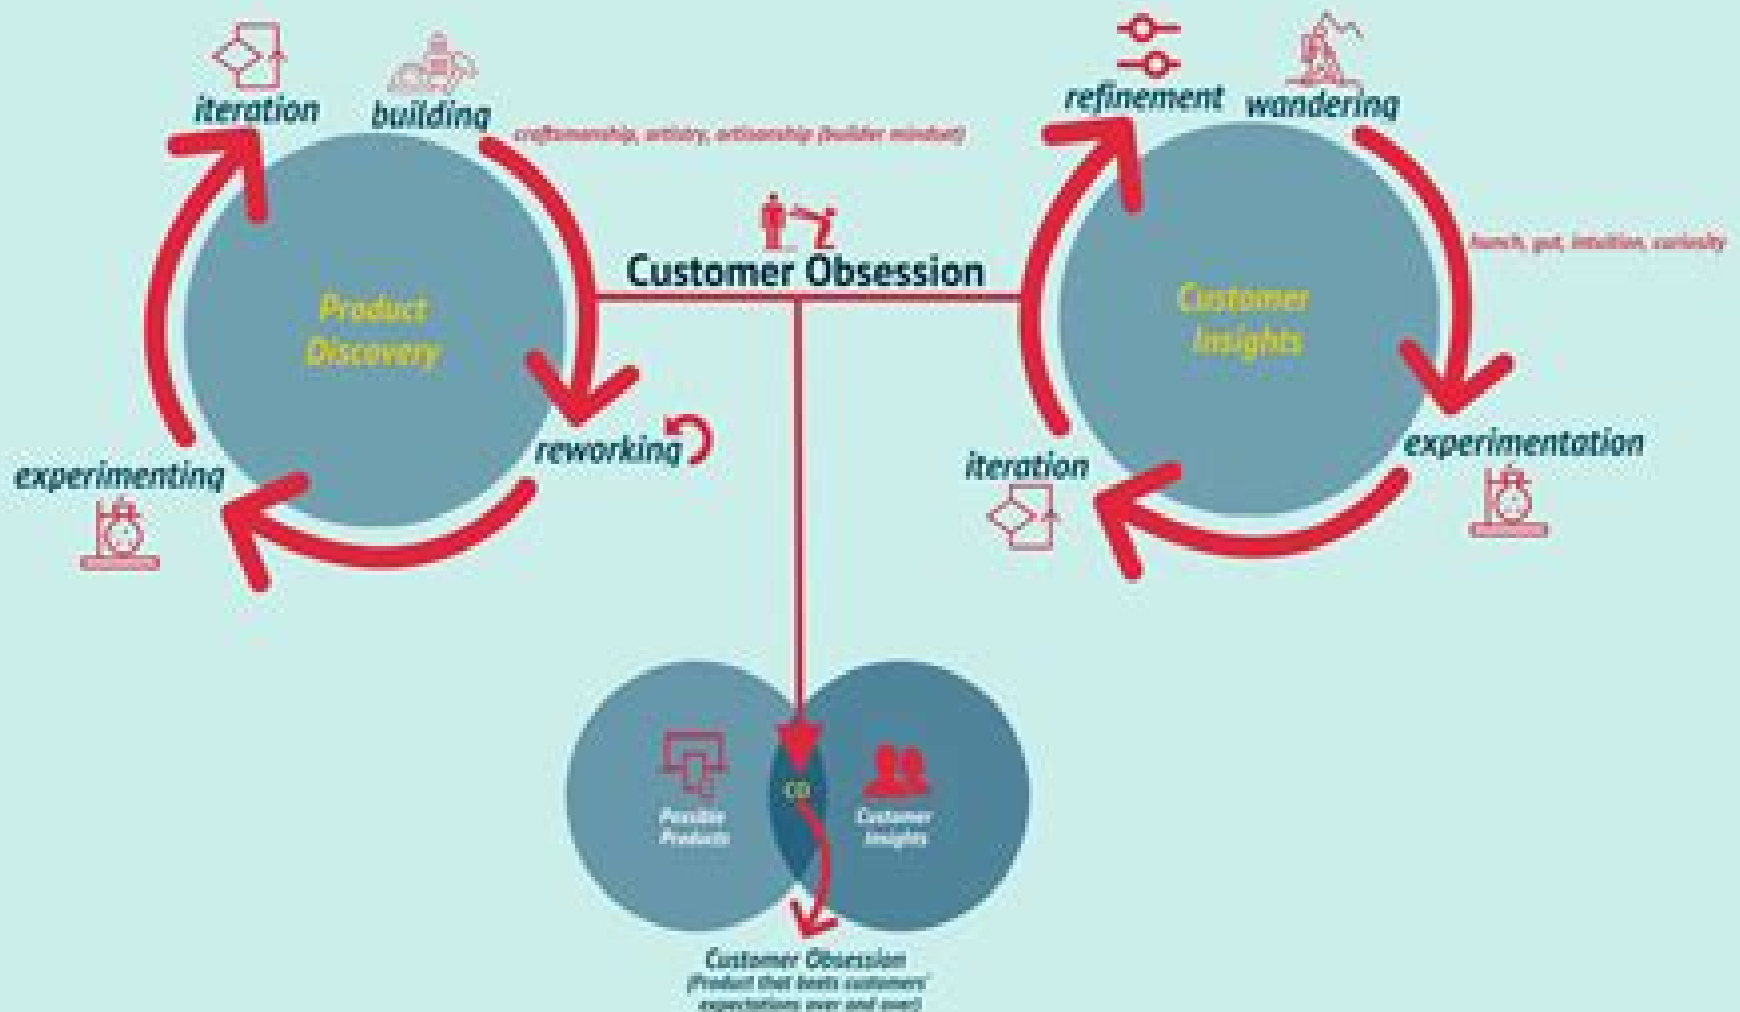 iteration
building
craftsmanship, artistry, artisanship (builder mindset)
refinement
wandering
hunch, gut, intuition, curiosity
Customer Obsession
Product
Discovery
Customer
Insights
reworking
experimenting
iteration
experimentation
CO
Possible
Products
Customer
Insights
Customer Obsession
(Product that beats customers'
expectations over and over)